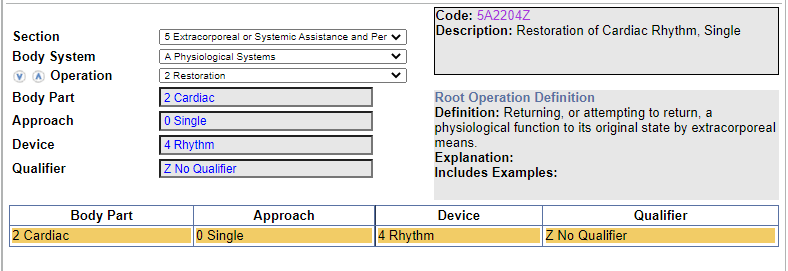 Section 5 Extracorporeal or Systemic Assistance and Per
Body System A Physiological Systems
Operation 2 Restoration
Body Part 2 Cardiac
Approach 0 Single
Device 4 Rhythm
Qualifier Z No Qualifier
Code: 5A2204Z
Description: Restoration of Cardiac Rhythm, Single
Root Operation Definition
Definition: Returning, or attempting to return, a
physiological function to its original state by extracorporeal
means.
Explanation:
Includes Examples:
Body Part Approach Device Qualifier
2 Cardiac 0 Single 4 Rhythm Z No Qualifier